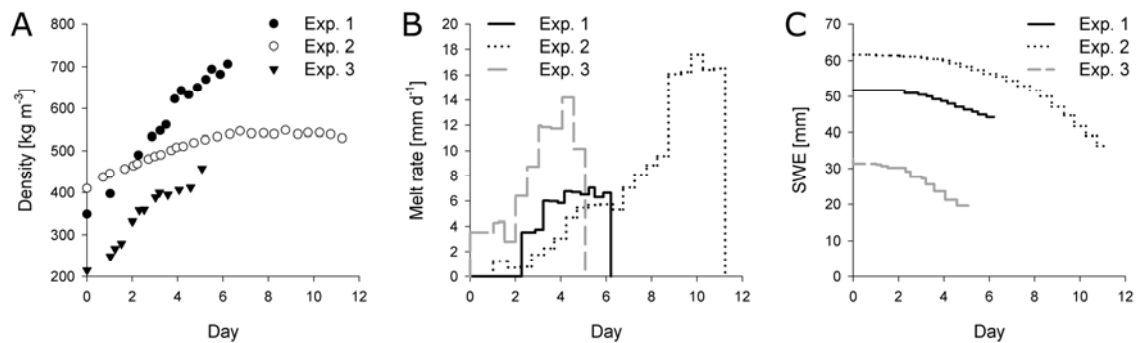 A
Density [kg m⁻³]
800
700
600
500
400
300
200
0 2 4 6 8 10 12
Day
Exp. 1
Exp. 2
Exp. 3
B
Melt rate [mm d⁻¹]
20
18
16
14
12
10
8
6
4
2
0
0 2 4 6 8 10 12
Day
Exp. 1
Exp. 2
Exp. 3
C
SWE [mm]
70
60
50
40
30
20
10
0
0 2 4 6 8 10 12
Day
Exp. 1
Exp. 2
Exp. 3